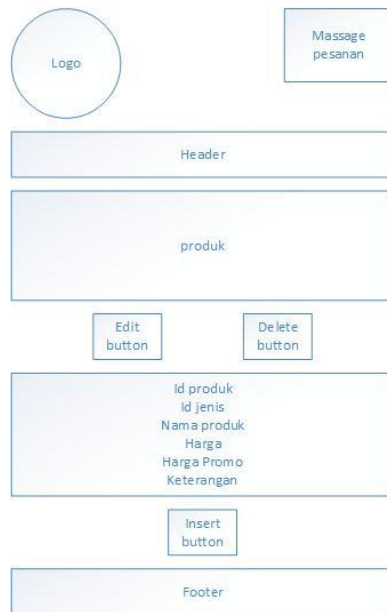 Logo
Massage
pesanan
Header
produk
Edit
button
Delete
button
Id produk
Id jenis
Nama produk
Harga
Harga Promo
Keterangan
Insert
button
Footer